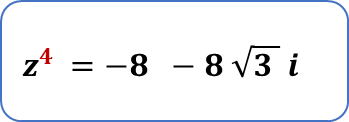 z⁴ = −8 − 8 √3 i